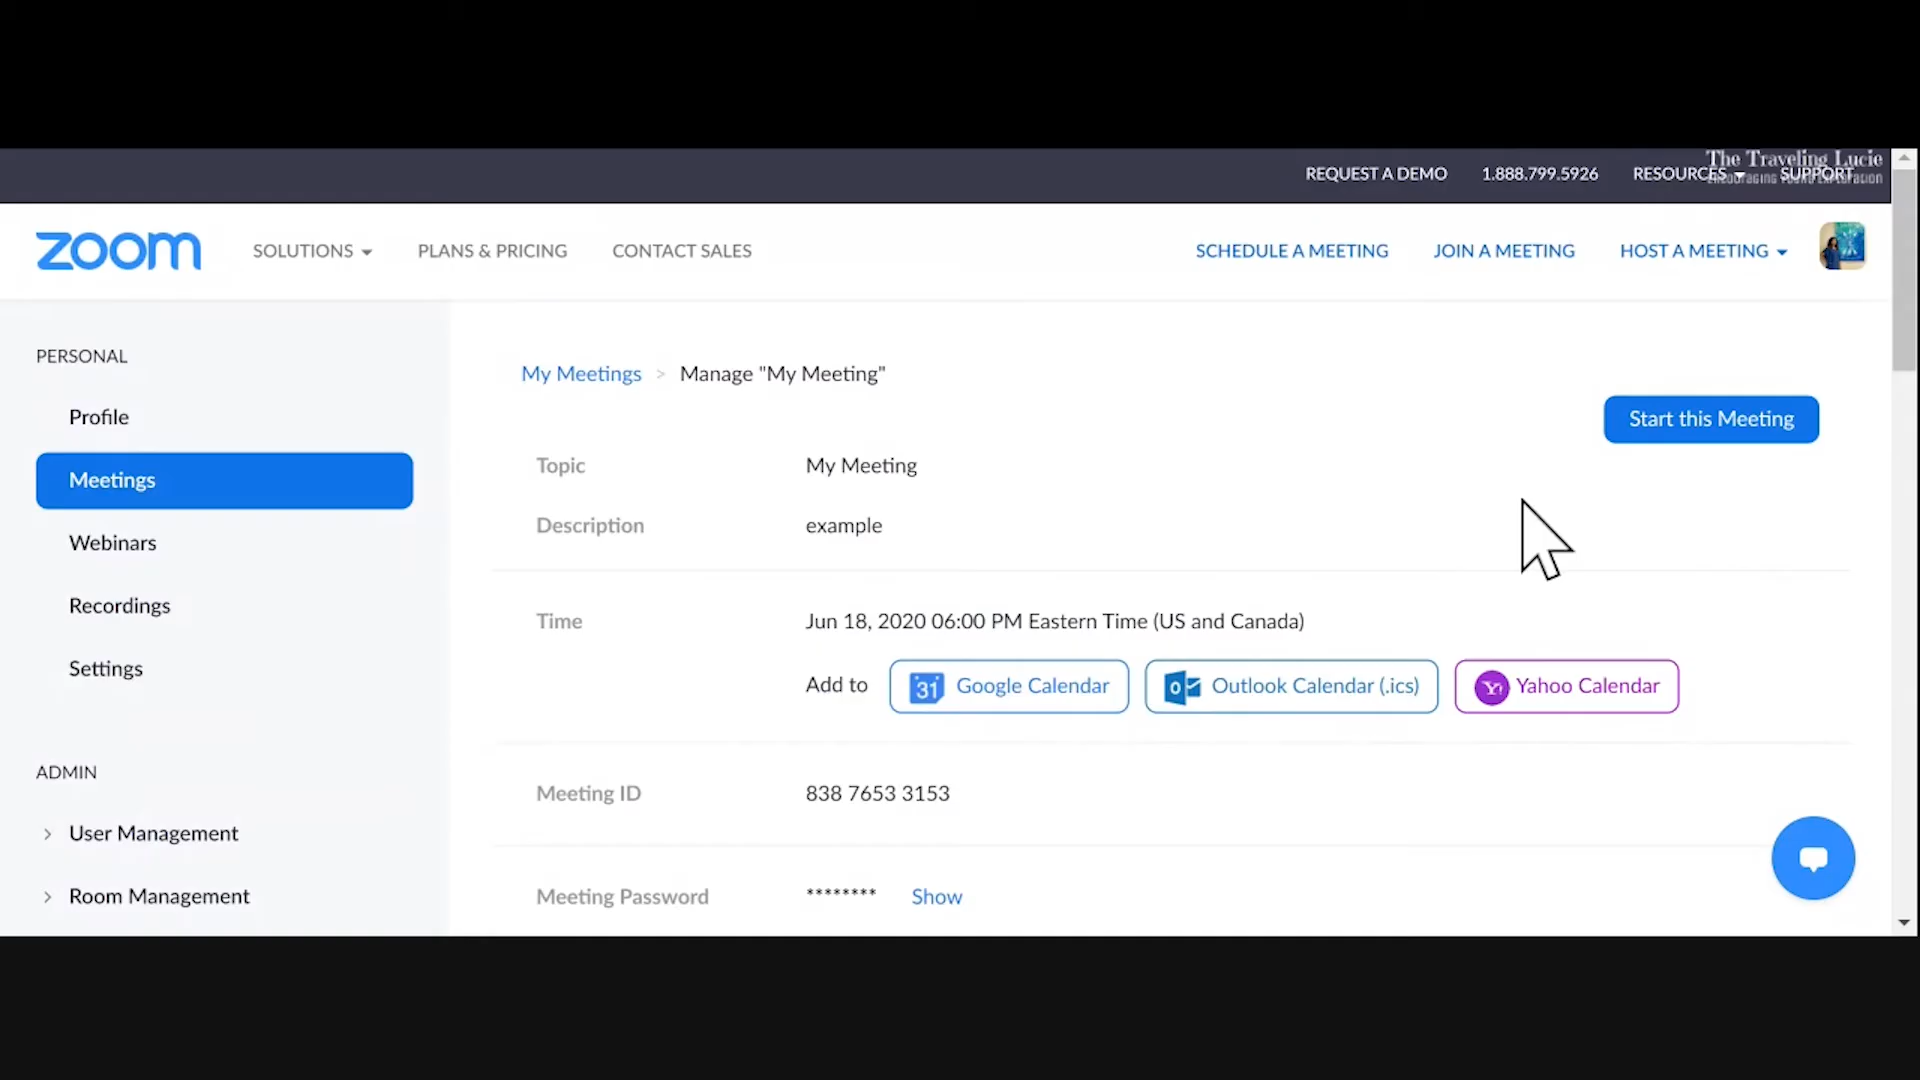 The Traveling Lucie
REQUEST A DEMO 1.888.799.5926 RESOURCES SUPPORT
zoom SOLUTIONS PLANS & PRICING CONTACT SALES SCHEDULE A MEETING JOIN A MEETING HOST A MEETING
PERSONAL
Profile
Meetings
Webinars
Recordings
Settings
ADMIN
User Management
Room Management
My Meetings > Manage "My Meeting"
Start this Meeting
Topic My Meeting
Description example
Time Jun 18, 2020 06:00 PM Eastern Time (US and Canada)
Add to 31 Google Calendar Outlook Calendar (.ics) Yahoo Calendar
Meeting ID 838 7653 3153
Meeting Password ******** Show